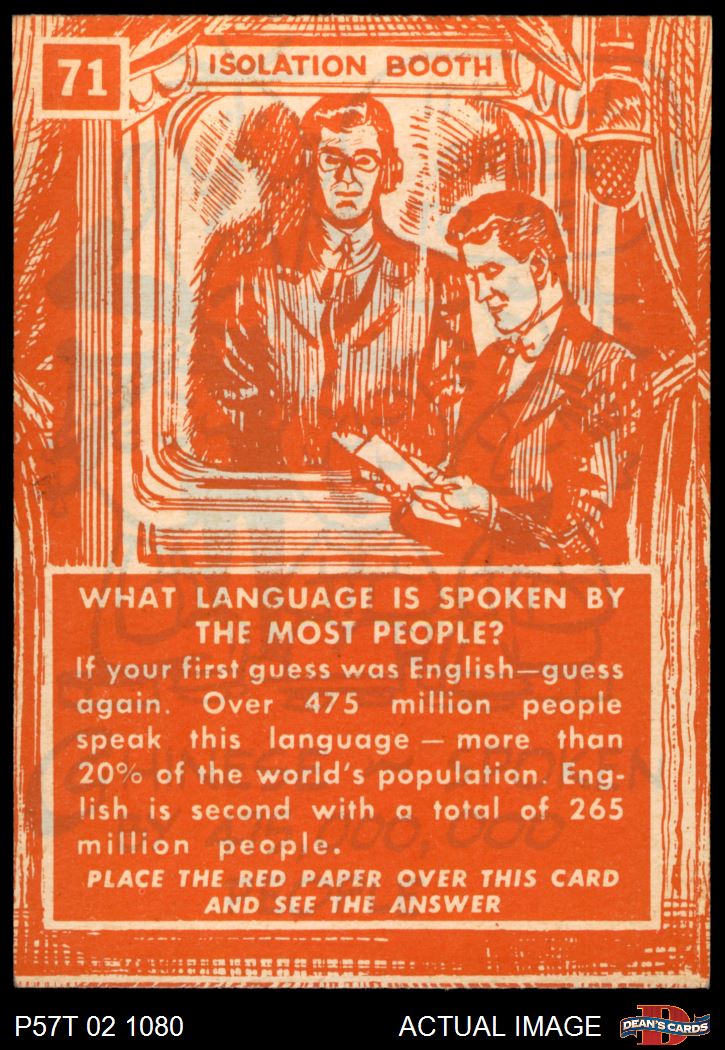 71
ISOLATION BOOTH
WHAT LANGUAGE IS SPOKEN BY
THE MOST PEOPLE?
If your first guess was English—guess
again. Over 475 million people
speak this language — more than
20% of the world's population. Eng-
lish is second with a total of 265
million people.
PLACE THE RED PAPER OVER THIS CARD
AND SEE THE ANSWER
P57T 02 1080
ACTUAL IMAGE
D
DEAN'S CARDS